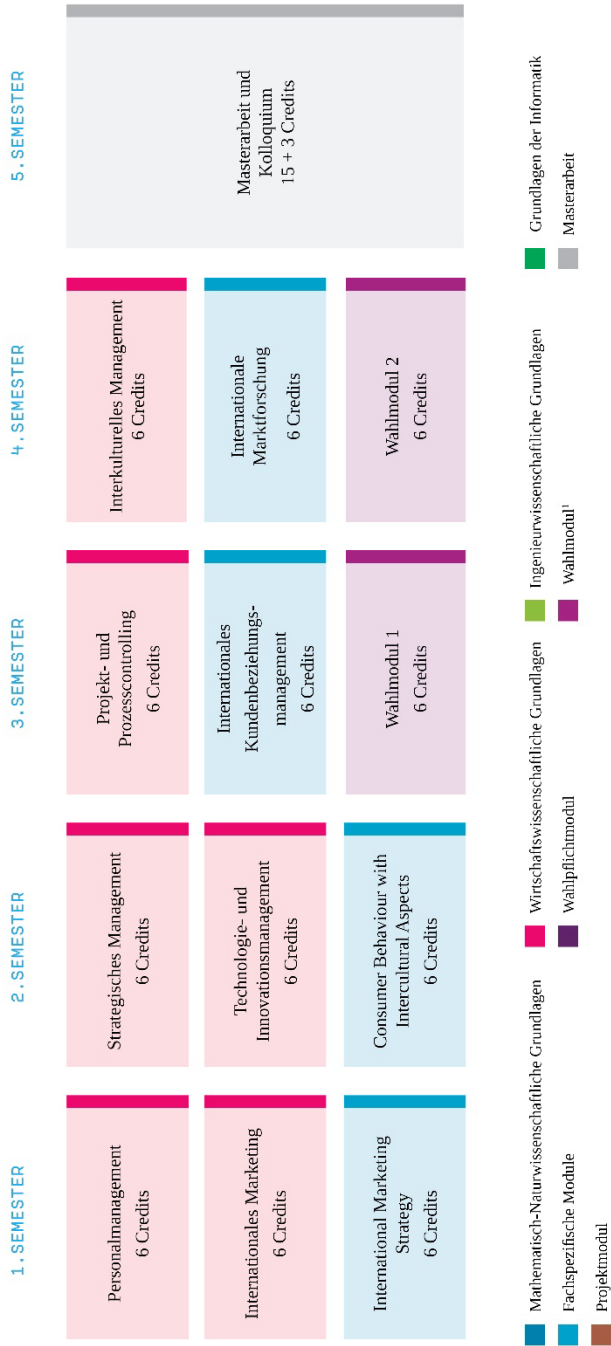 1.SEMESTER
Personalmanagement
6 Credits
Internationales Marketing
6 Credits
International Marketing
Strategy
6 Credits
2.SEMESTER
Strategisches Management
6 Credits
Technologie- und
Innovationsmanagement
6 Credits
Consumer Behaviour with
Intercultural Aspects
6 Credits
3.SEMESTER
Projekt- und
Prozesscontrolling
6 Credits
Internationales
Kundenbeziehungs-
management
6 Credits
Wahlmodul 1
6 Credits
4.SEMESTER
Interkulturelles Management
6 Credits
Internationale
Marktforschung
6 Credits
Wahlmodul 2
6 Credits
5.SEMESTER
Masterarbeit und
Kolloquium
15 + 3 Credits
Mathematisch-Naturwissenschaftliche Grundlagen
Fachspezifische Module
Projektmodul
Wirtschaftswissenschaftliche Grundlagen
Wahlpflichtmodul
Ingenieurwissenschaftliche Grundlagen
Wahlmodul¹
Grundlagen der Informatik
Masterarbeit